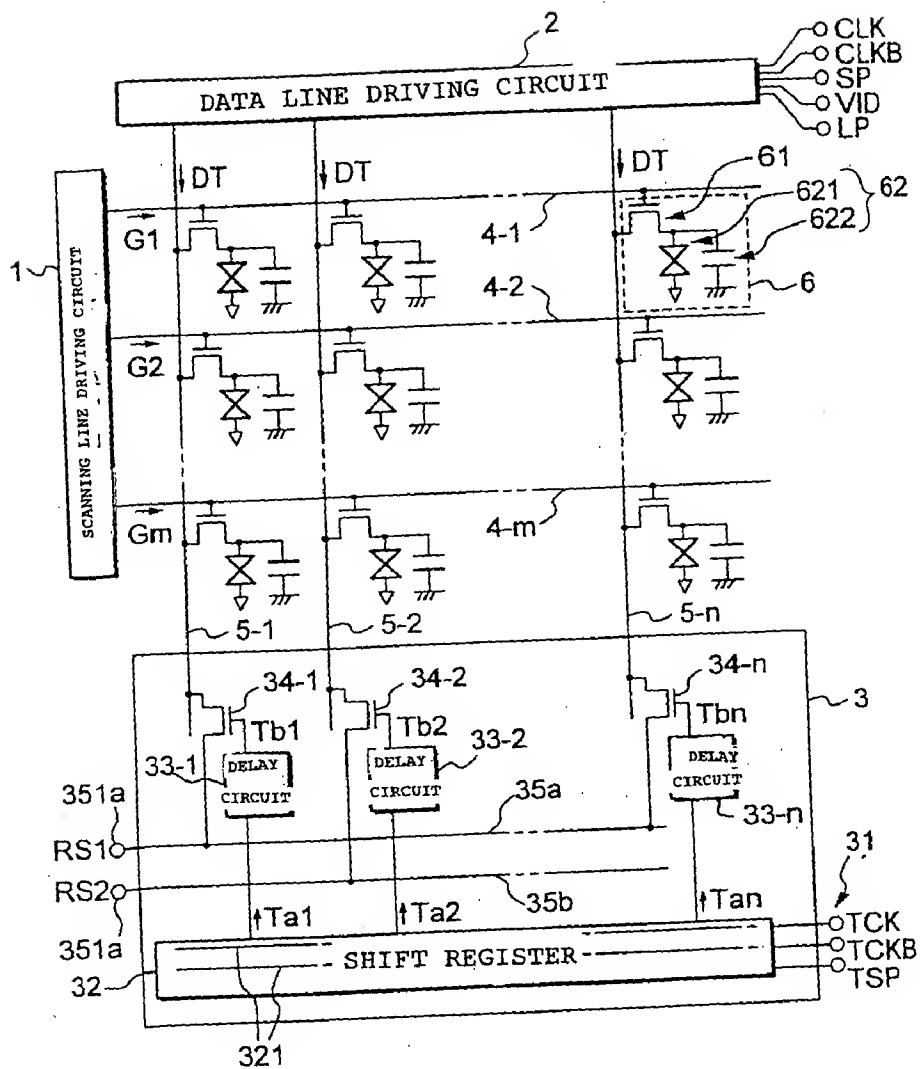 2
CLK
CLKB
SP
VID
LP
DATA LINE DRIVING CIRCUIT
DT
DT
DT
61
621
62
622
1
SCANNING LINE DRIVING CIRCUIT
G1
4-1
6
4-2
G2
Gm
4-m
5-1
5-2
5-n
34-1
34-2
34-n
3
Tb1
Tb2
Tbn
33-1
DELAY
CIRCUIT
33-2
DELAY
CIRCUIT
DELAY
CIRCUIT
33-n
351a
35a
RS1
31
RS2
35b
351a
Ta1
Ta2
Tan
TCK
TCKB
TSP
32
SHIFT REGISTER
321